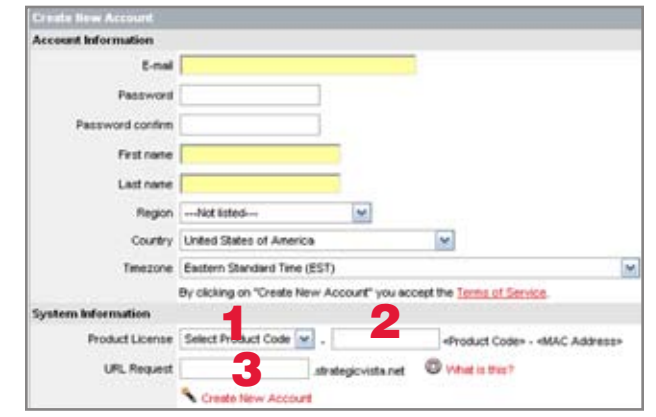 Create New Account
Account Information
E-mail
Password
Password confirm
First name
Last name
Region ---Not listed---
Country United States of America
Timezone Eastern Standard Time (EST)
By clicking on "Create New Account" you accept the Terms of Service.
System Information
1 2
Product License Select Product Code - <Product Code> - <MAC Address>
3
URL Request .strategicvista.net What is this?
Create New Account